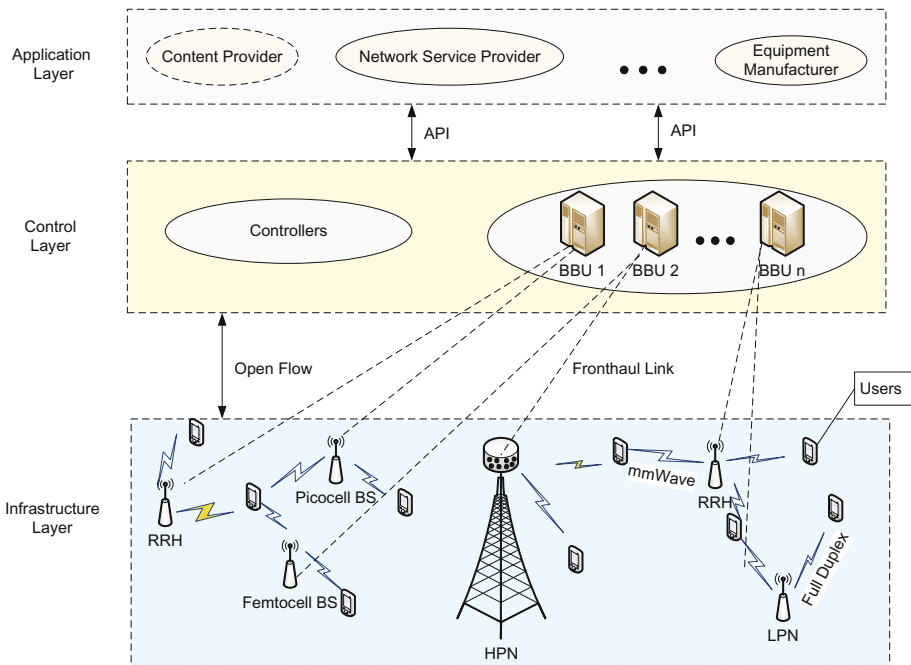 Application
Layer
Content Provider
Network Service Provider
Equipment
Manufacturer
API
API
Control
Layer
Controllers
BBU 1
BBU 2
BBU n
Open Flow
Fronthaul Link
Users
Infrastructure
Layer
RRH
Picocell BS
Femtocell BS
HPN
mmWave
RRH
Full Duplex
LPN